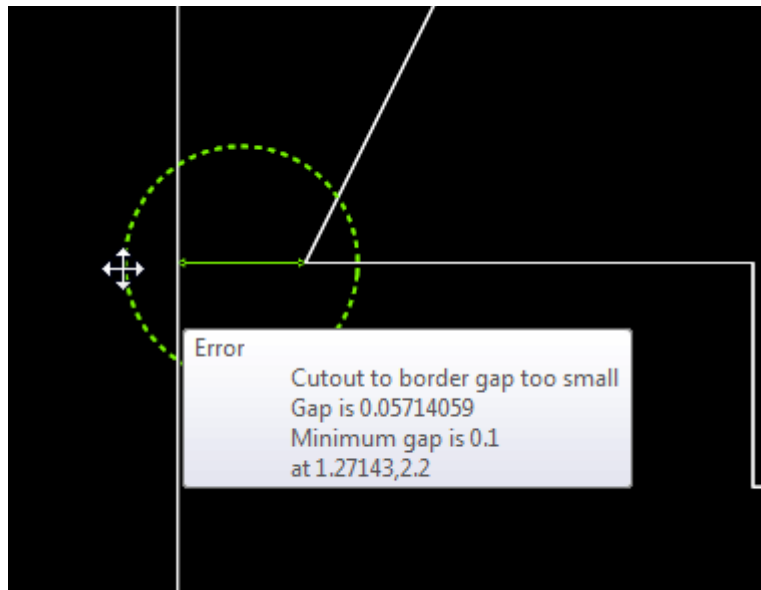 Error
Cutout to border gap too small
Gap is 0.05714059
Minimum gap is 0.1
at 1.27143,2.2